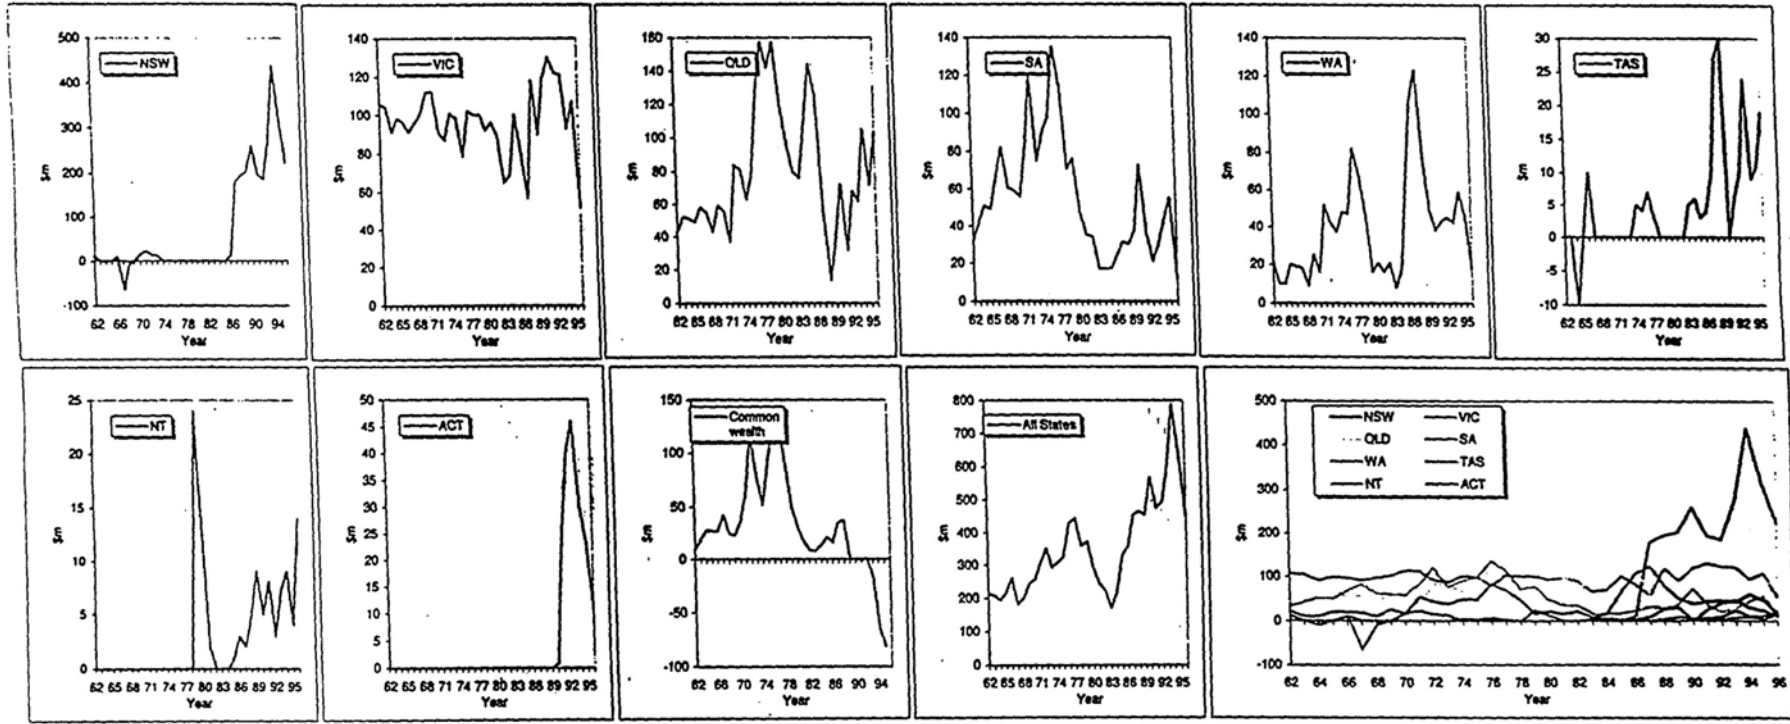 500
400
300
200
100
0
-100
$m
NSW
62 66 70 74 78 82 86 90 94
Year
140
120
100
80
60
40
20
0
$m
VIC
62 65 68 71 74 77 80 83 86 89 92 95
Year
160
140
120
100
80
60
40
20
0
$m
QLD
62 65 68 71 74 77 80 83 86 89 92 95
Year
140
120
100
80
60
40
20
0
$m
SA
62 65 68 71 74 77 80 83 86 89 92 95
Year
140
120
100
80
60
40
20
0
$m
WA
62 65 68 71 74 77 80 83 86 89 92 95
Year
30
25
20
15
10
5
0
-5
-10
$m
TAS
62 65 68 71 74 77 80 83 86 89 92 95
Year
25
20
15
10
5
0
$m
NT
62 65 68 71 74 77 80 83 86 89 92 95
Year
50
45
40
35
30
25
20
15
10
5
0
$m
ACT
62 65 68 71 74 77 80 83 86 89 92 95
Year
150
100
50
0
-50
-100
$m
Common
wealth
62 66 70 74 78 82 86 90 94
Year
800
700
600
500
400
300
200
100
0
$m
All States
62 65 68 71 74 77 80 83 86 89 92 95
Year
500
400
300
200
100
0
-100
$m
NSW VIC
QLD SA
WA TAS
NT ACT
62 64 66 68 70 72 74 76 78 80 82 84 86 88 90 92 94 96
Year